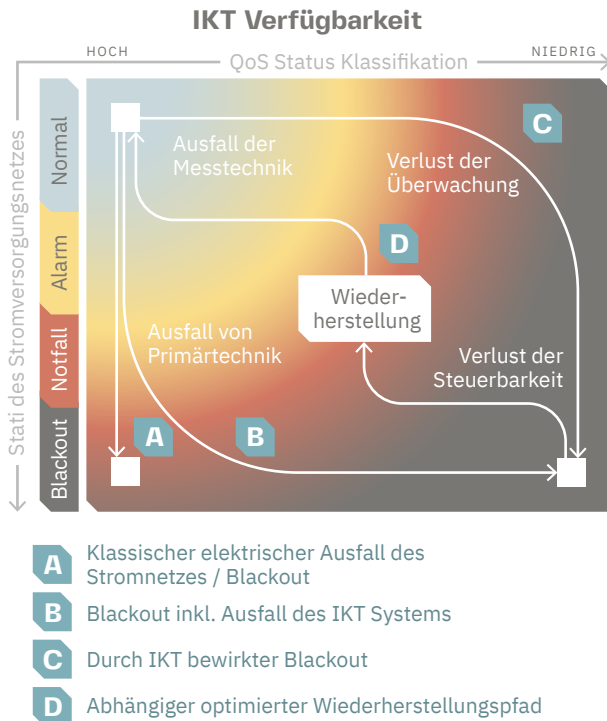 IKT Verfügbarkeit
HOCH
QoS Status Klassifikation
NIEDRIG
Stati des Stromversorgungsnetzes
Normal
Alarm
Notfall
Blackout
Ausfall der
Messtechnik
Verlust der
Überwachung
C
D
Wieder-
herstellung
Ausfall von
Primärtechnik
Verlust der
Steuerbarkeit
A
B
A Klassischer elektrischer Ausfall des
Stromnetzes / Blackout
B Blackout inkl. Ausfall des IKT Systems
C Durch IKT bewirkter Blackout
D Abhängiger optimierter Wiederherstellungspfad